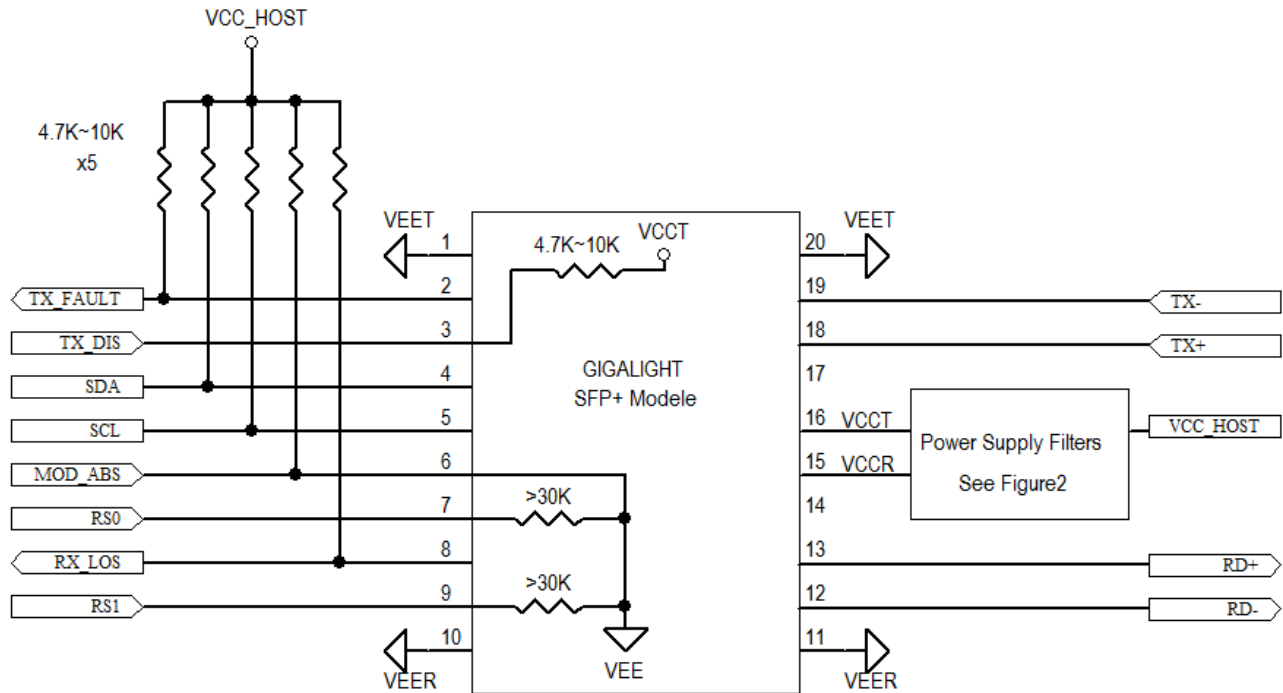 VCC_HOST
4.7K~10K
x5
VEET
1
4.7K~10K
VCCT
20
VEET
TX_FAULT
2
19
TX-
TX_DIS
3
18
TX+
SDA
4
GIGALIGHT
SFP+ Modele
17
SCL
5
16
VCCT
Power Supply Filters
See Figure2
VCC_HOST
MOD_ABS
6
15
VCCR
RS0
7
>30K
14
RX_LOS
8
13
RD+
RS1
9
>30K
12
RD-
10
VEER
VEE
11
VEER